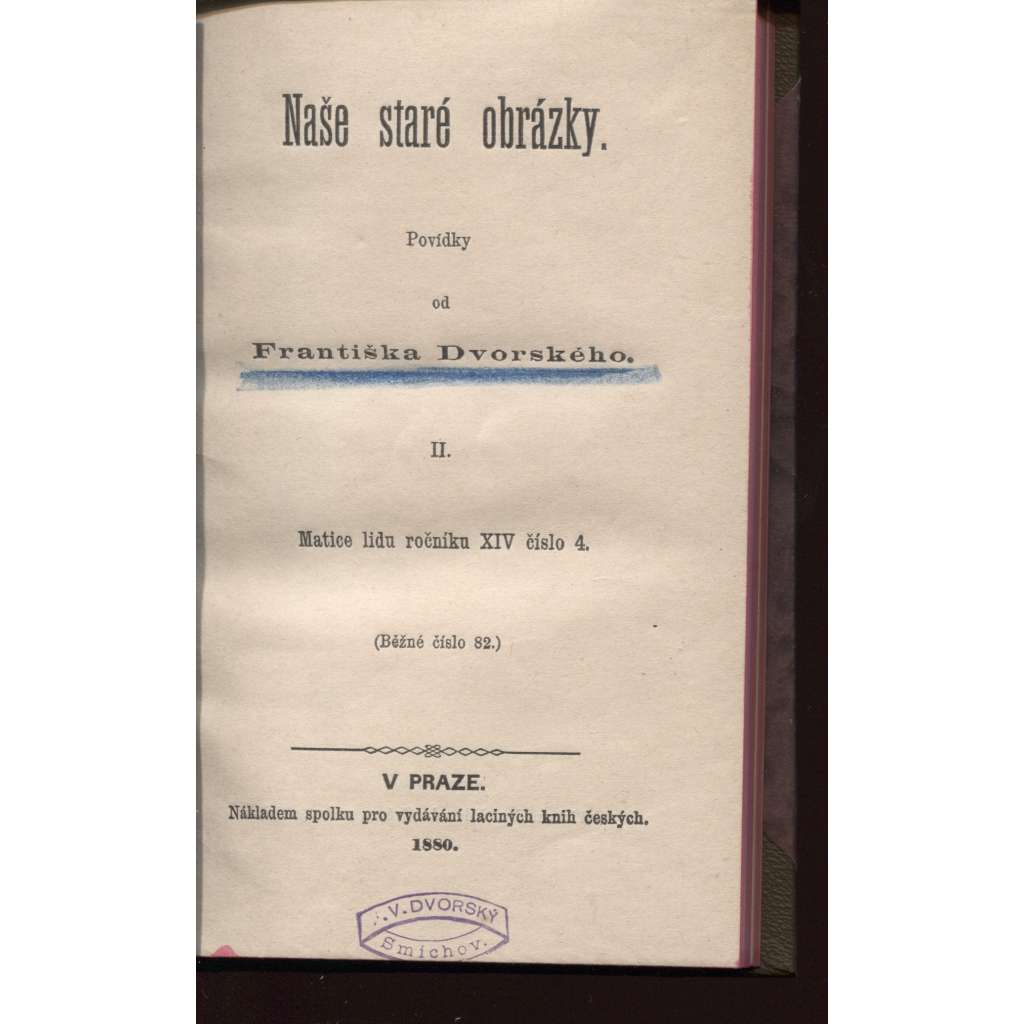 Naše staré obrázky.
Povídky
od
Františka Dvorského.
II.
Matice lidu ročníku XIV číslo 4.
(Běžné číslo 82.)
V PRAZE.
Nákladem spolku pro vydávání laciných knih českých.
1880.
.V.DVORSKÝ
Smíchov.